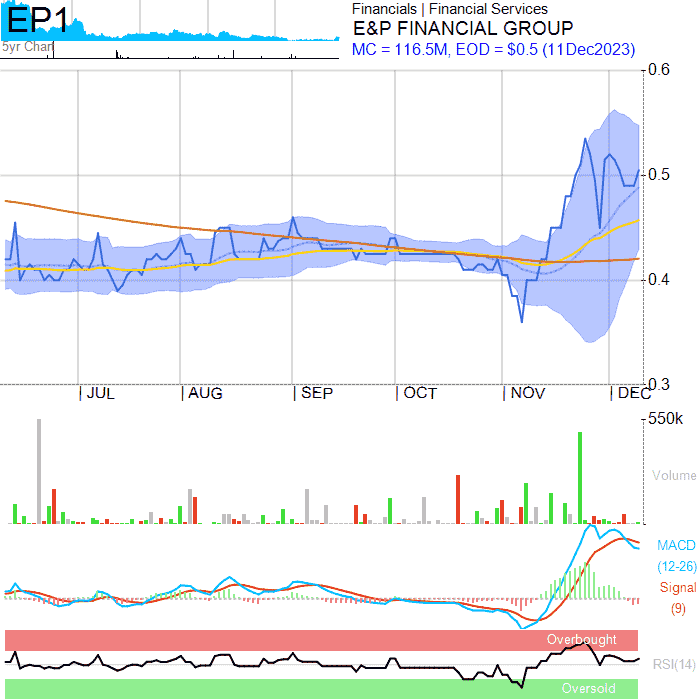 EP1
5yr Chart
Financials | Financial Services
E&P FINANCIAL GROUP
MC = 116.5M, EOD = $0.5 (11Dec2023)
0.6
0.5
0.4
0.3
JUL AUG SEP OCT NOV DEC
550k
Volume
MACD
(12-26)
Signal
(9)
Overbought
RSI(14)
Oversold